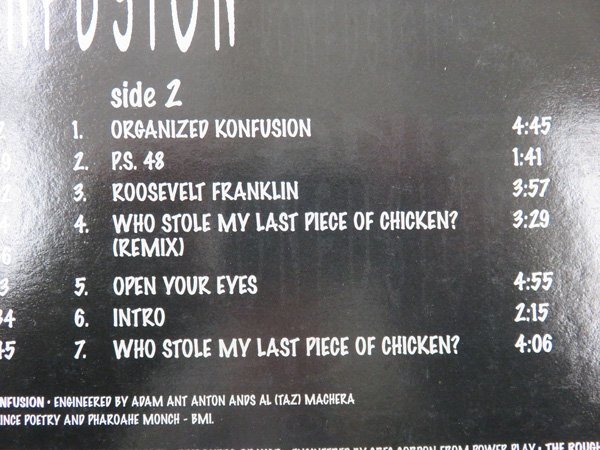 side 2
1. ORGANIZED KONFUSION 4:45
2. P.S. 48 1:41
3. ROOSEVELT FRANKLIN 3:57
4. WHO STOLE MY LAST PIECE OF CHICKEN? 3:29
(REMIX)
5. OPEN YOUR EYES 4:55
6. INTRO 2:15
7. WHO STOLE MY LAST PIECE OF CHICKEN? 4:06
NFUSION • ENGINEERED BY ADAM ANT ANTON ANDS AL (TAZ) MACHERA
INCE POETRY AND PHAROAHE MONCH - BMI.